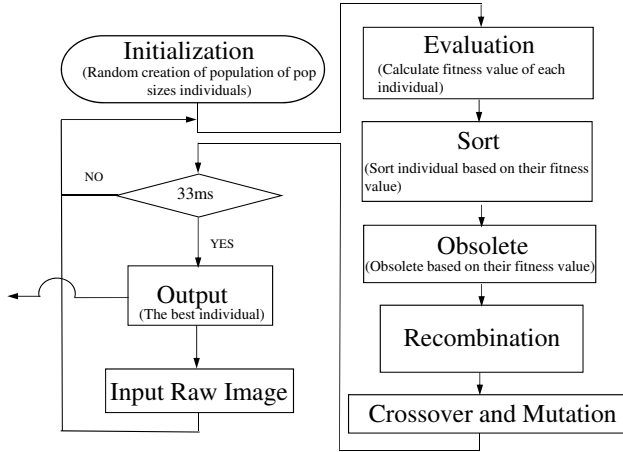 Initialization
(Random creation of population of pop
sizes individuals)
NO
33ms
YES
Output
(The best individual)
Input Raw Image
Evaluation
(Calculate fitness value of each
individual)
Sort
(Sort individual based on their fitness
value)
Obsolete
(Obsolete based on their fitness value)
Recombination
Crossover and Mutation